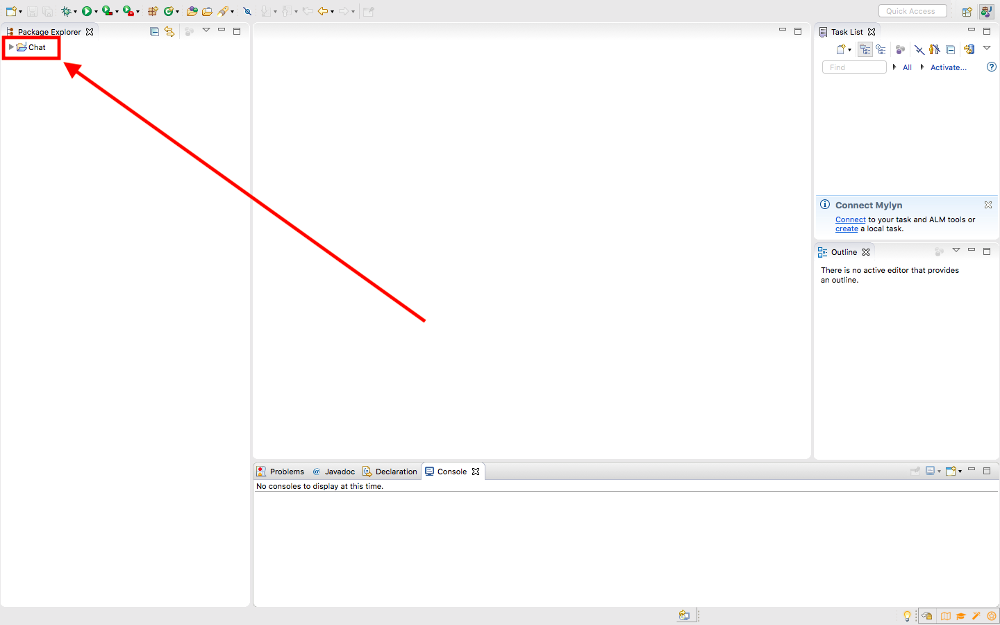 Quick Access
Package Explorer
Chat
Task List
Find
All
Activate...
Connect Mylyn
Connect to your task and ALM tools or
create a local task.
Outline
There is no active editor that provides
an outline.
Problems
@ Javadoc
Declaration
Console
No consoles to display at this time.